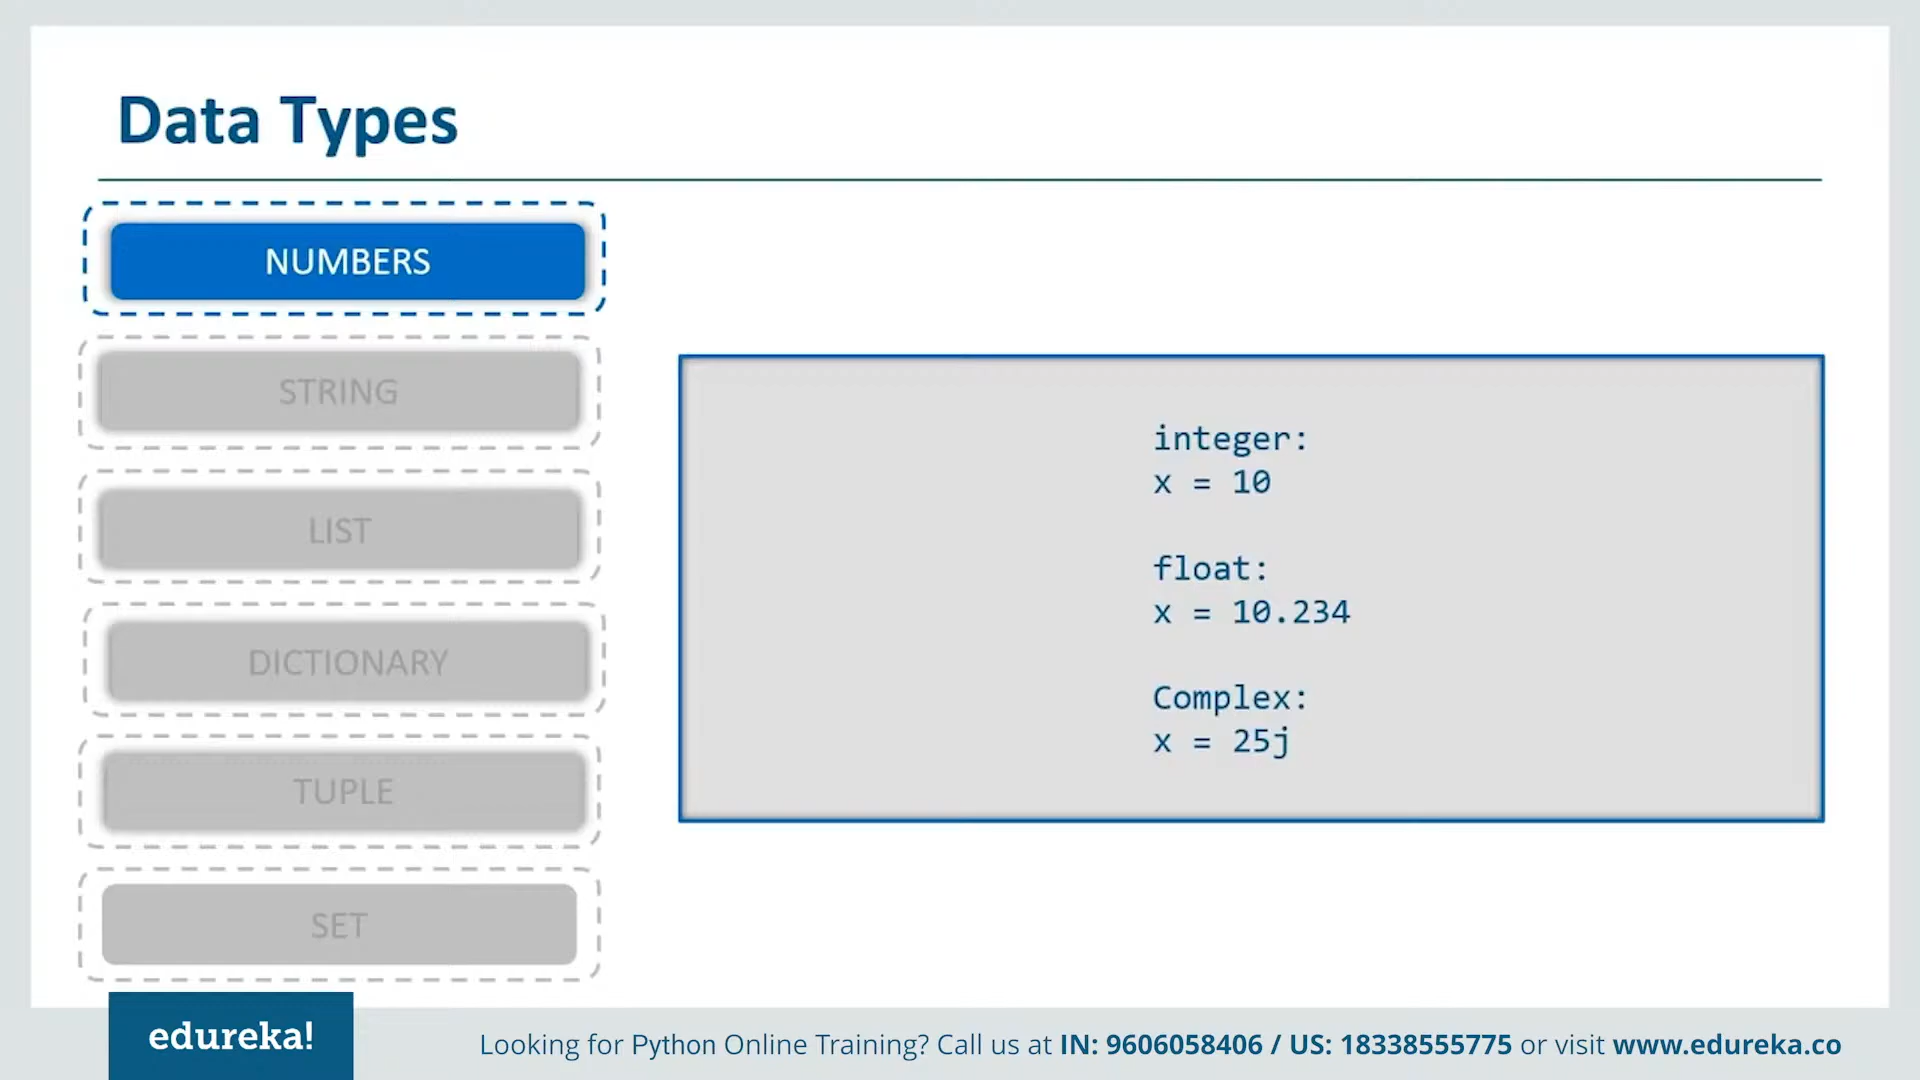 Data Types
NUMBERS
STRING
LIST
DICTIONARY
TUPLE
SET
integer:
x = 10
float:
x = 10.234
Complex:
x = 25j
edureka!
Looking for Python Online Training? Call us at IN: 9606058406 / US: 18338555775 or visit www.edureka.co